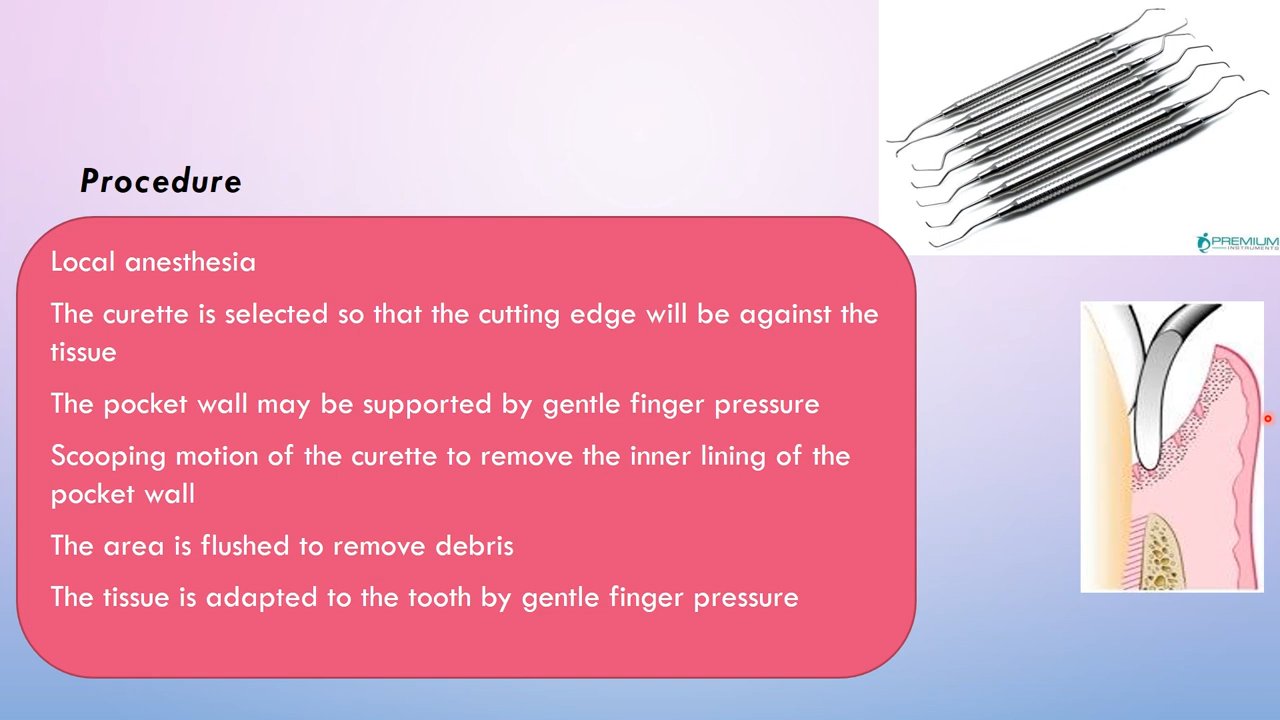 Procedure
Local anesthesia
The curette is selected so that the cutting edge will be against the
tissue
The pocket wall may be supported by gentle finger pressure
Scooping motion of the curette to remove the inner lining of the
pocket wall
The area is flushed to remove debris
The tissue is adapted to the tooth by gentle finger pressure
PREMIUM
INSTRUMENTS